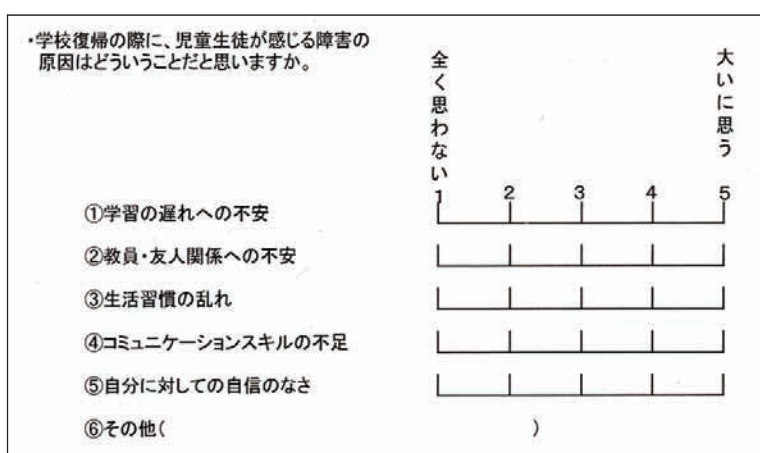 ・学校復帰の際に、児童生徒が感じる障害の
原因はどういうことだと思いますか。
全く思わない
大いに思う
1 2 3 4 5
①学習の遅れへの不安
②教員・友人関係への不安
③生活習慣の乱れ
④コミュニケーションスキルの不足
⑤自分に対しての自信のなさ
⑥その他( )